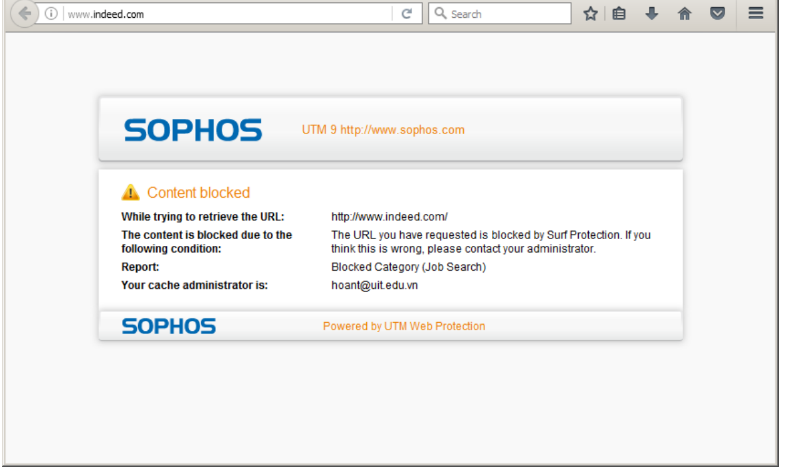 www.indeed.com
Search
SOPHOS
UTM 9 http://www.sophos.com
Content blocked
While trying to retrieve the URL: http://www.indeed.com/
The content is blocked due to the following condition:
The URL you have requested is blocked by Surf Protection. If you
think this is wrong, please contact your administrator.
Report: Blocked Category (Job Search)
Your cache administrator is: hoant@uit.edu.vn
SOPHOS
Powered by UTM Web Protection